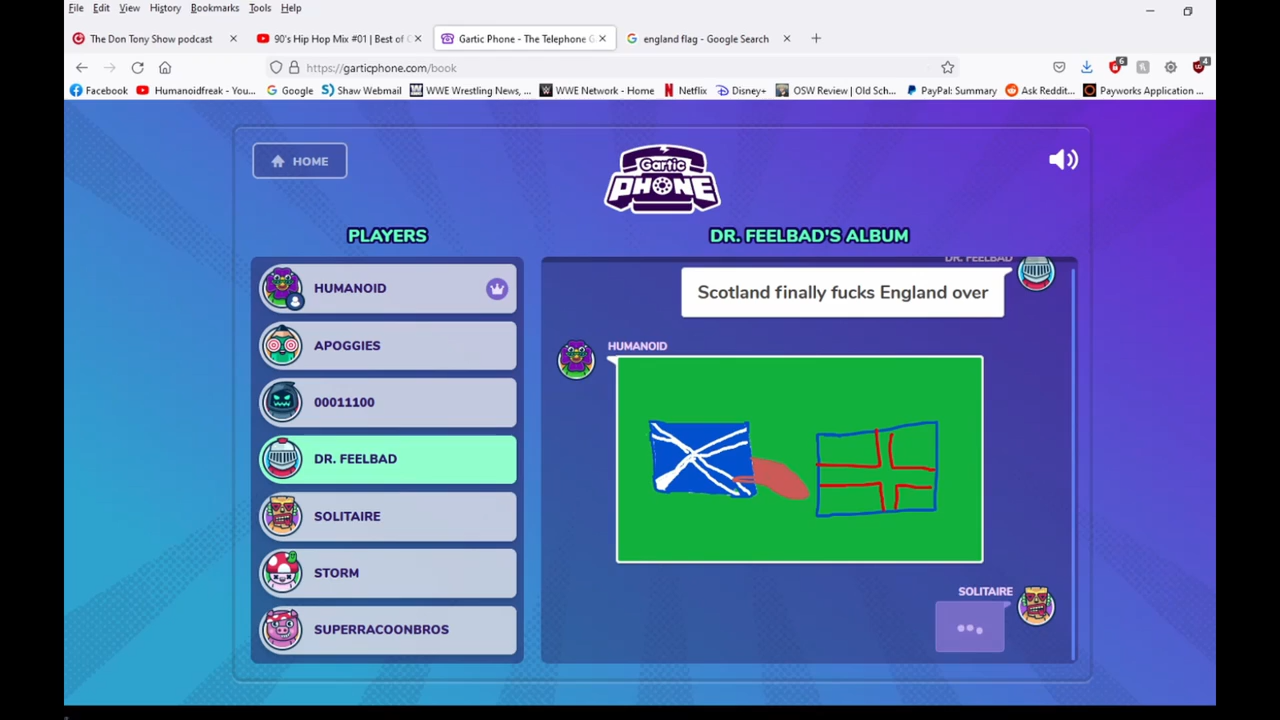 File Edit View History Bookmarks Tools Help
The Don Tony Show podcast
90's Hip Hop Mix #01 | Best of
Gartic Phone - The Telephone G
england flag - Google Search
https://garticphone.com/book
6
4
Facebook
Humanoidfreak - You...
Google
Shaw Webmail
WWE Wrestling News, ...
WWE Network - Home
Netflix
Disney+
OSW Review | Old Sch...
PayPal: Summary
Ask Reddit...
Payworks Application ...
HOME
Gartic
PHONE
PLAYERS
DR. FEELBAD'S ALBUM
HUMANOID
APOGGIES
00011100
DR. FEELBAD
SOLITAIRE
STORM
SUPERRACOONBROS
DR. FEELBAD
Scotland finally fucks England over
HUMANOID
SOLITAIRE